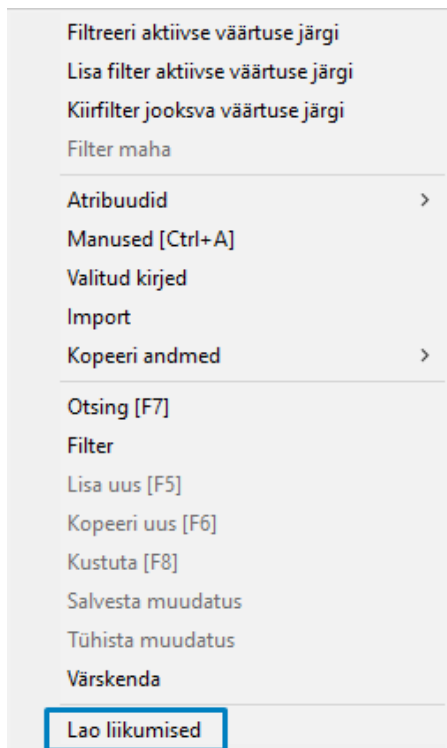 Filtreeri aktiivse väärtuse järgi
Lisa filter aktiivse väärtuse järgi
Kiirfilter jooksva väärtuse järgi
Filter maha
Atribuudid
Manused [Ctrl+A]
Valitud kirjed
Import
Kopeeri andmed
Otsing [F7]
Filter
Lisa uus [F5]
Kopeeri uus [F6]
Kustuta [F8]
Salvesta muudatus
Tühista muudatus
Värskenda
Lao liikumised